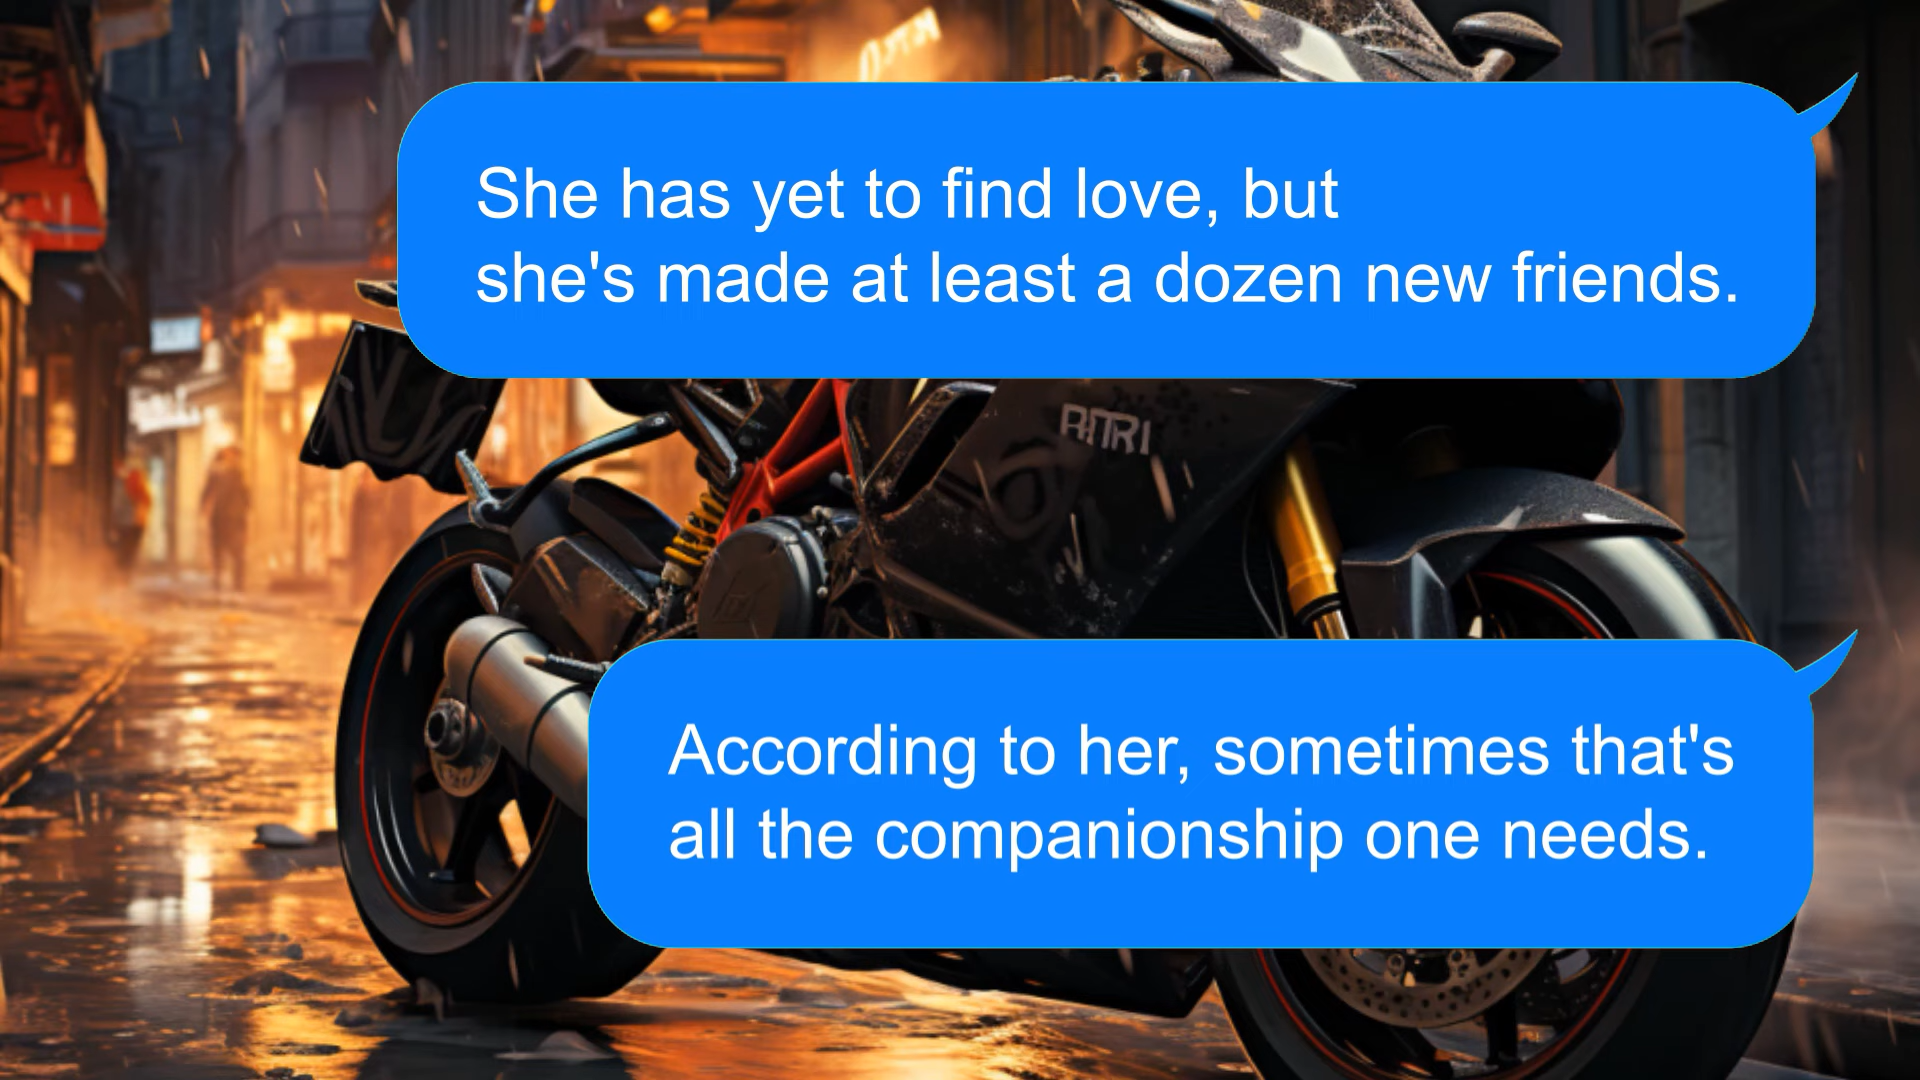 She has yet to find love, but
she's made at least a dozen new friends.
According to her, sometimes that's
all the companionship one needs.